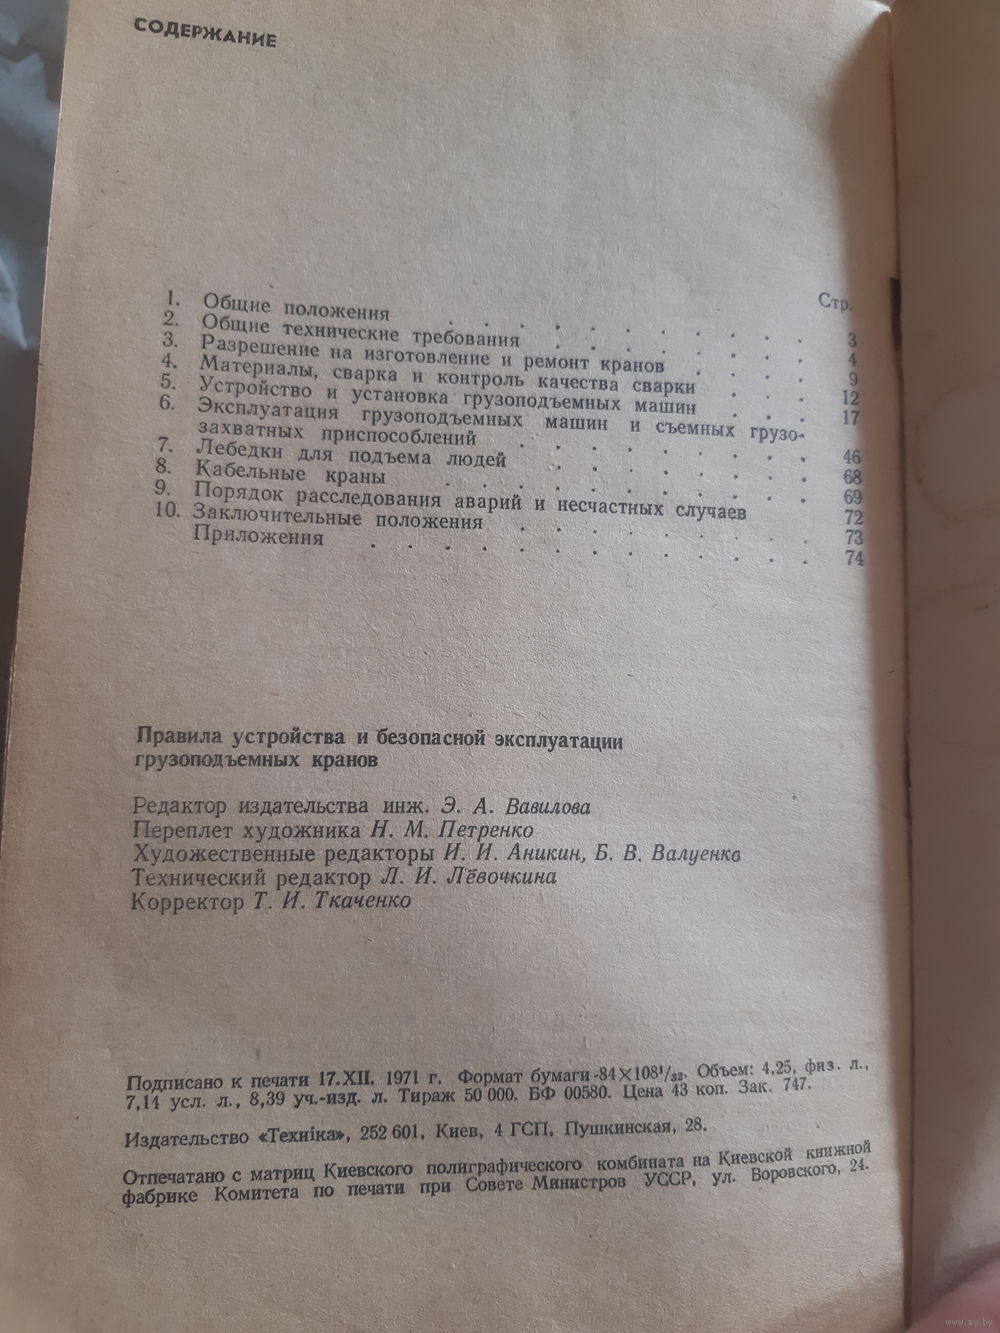 СОДЕРЖАНИЕ
Стр.
1. Общие положения . . . . . . . . . . 3
2. Общие технические требования . . . . . . . 4
3. Разрешение на изготовление и ремонт кранов . . . . 9
4. Материалы, сварка и контроль качества сварки . . . 12
5. Устройство и установка грузоподъемных машин . . . 17
6. Эксплуатация грузоподъемных машин и съемных грузо-
захватных приспособлений . . . . . . . . 46
7. Лебедки для подъема людей . . . . . . . 68
8. Кабельные краны . . . . . . . . . . 69
9. Порядок расследования аварий и несчастных случаев 72
10. Заключительные положения . . . . . . . . 73
Приложения . . . . . . . . . . . . 74
Правила устройства и безопасной эксплуатации
грузоподъемных кранов
Редактор издательства инж. Э. А. Вавилова
Переплет художника Н. М. Петренко
Художественные редакторы И. И. Аникин, Б. В. Валуенко
Технический редактор Л. И. Лёвочкина
Корректор Т. И. Ткаченко
Подписано к печати 17.XII. 1971 г. Формат бумаги -84×108¹/₃₂. Объем: 4,25, физ. л.,
7,14 усл. л., 8,39 уч.-изд. л. Тираж 50 000. БФ 00580. Цена 43 коп. Зак. 747.
Издательство «Технiка», 252 601, Киев, 4 ГСП, Пушкинская, 28.
Отпечатано с матриц Киевского полиграфического комбината на Киевской книжной
фабрике Комитета по печати при Совете Министров УССР, ул. Воровского, 24.
www.ay.by